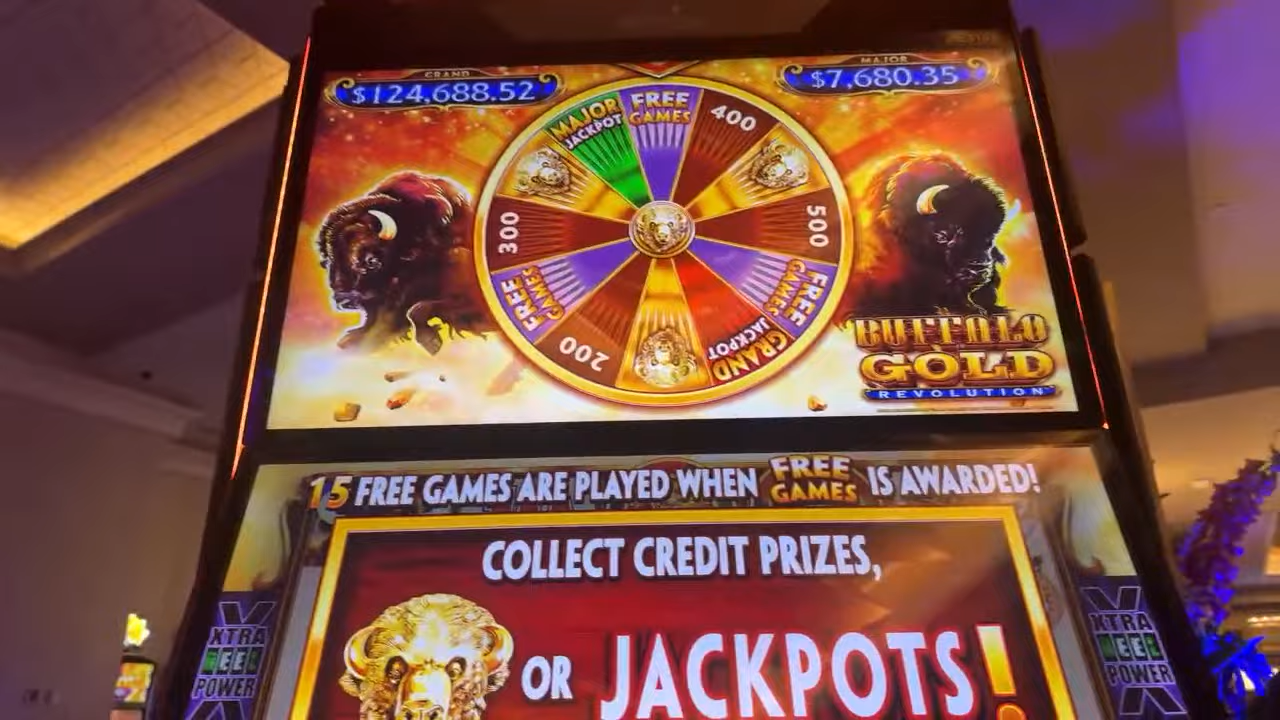 GRAND
$124,688.52
MAJOR
$7,680.35
MAJOR
JACKPOT
FREE
GAMES
400
500
FREE
GAMES
GRAND
JACKPOT
200
FREE
GAMES
300
BUFFALO
GOLD
REVOLUTION
15 FREE GAMES ARE PLAYED WHEN FREE GAMES IS AWARDED!
COLLECT CREDIT PRIZES,
OR JACKPOTS!
XTRA
REEL
POWER
XTRA
REEL
POWER